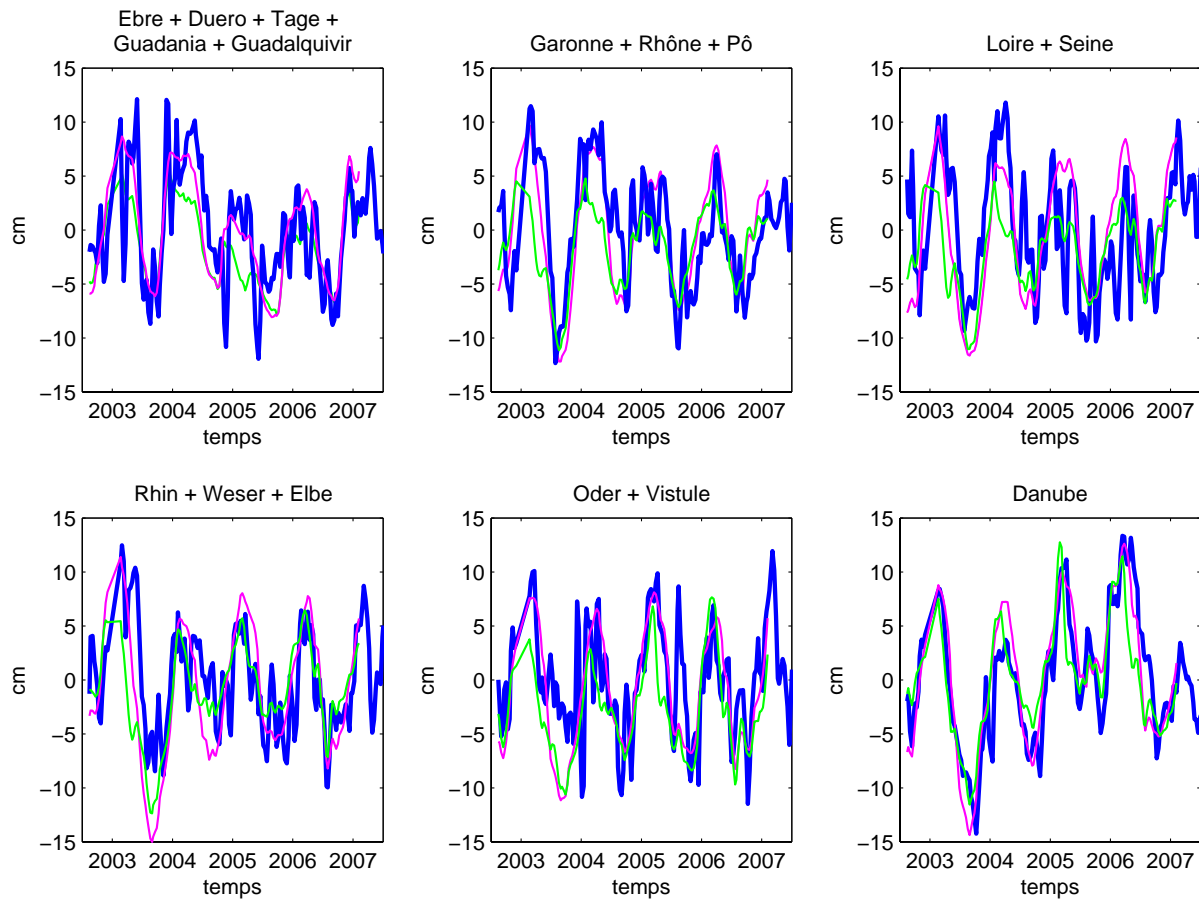 Ebre + Duero + Tage +
Guadania + Guadalquivir
15
10
5
0
−5
−10
−15
cm
2003 2004 2005 2006 2007
temps
Garonne + Rhône + Pô
15
10
5
0
−5
−10
−15
cm
2003 2004 2005 2006 2007
temps
Loire + Seine
15
10
5
0
−5
−10
−15
cm
2003 2004 2005 2006 2007
temps
Rhin + Weser + Elbe
15
10
5
0
−5
−10
−15
cm
2003 2004 2005 2006 2007
temps
Oder + Vistule
15
10
5
0
−5
−10
−15
cm
2003 2004 2005 2006 2007
temps
Danube
15
10
5
0
−5
−10
−15
cm
2003 2004 2005 2006 2007
temps